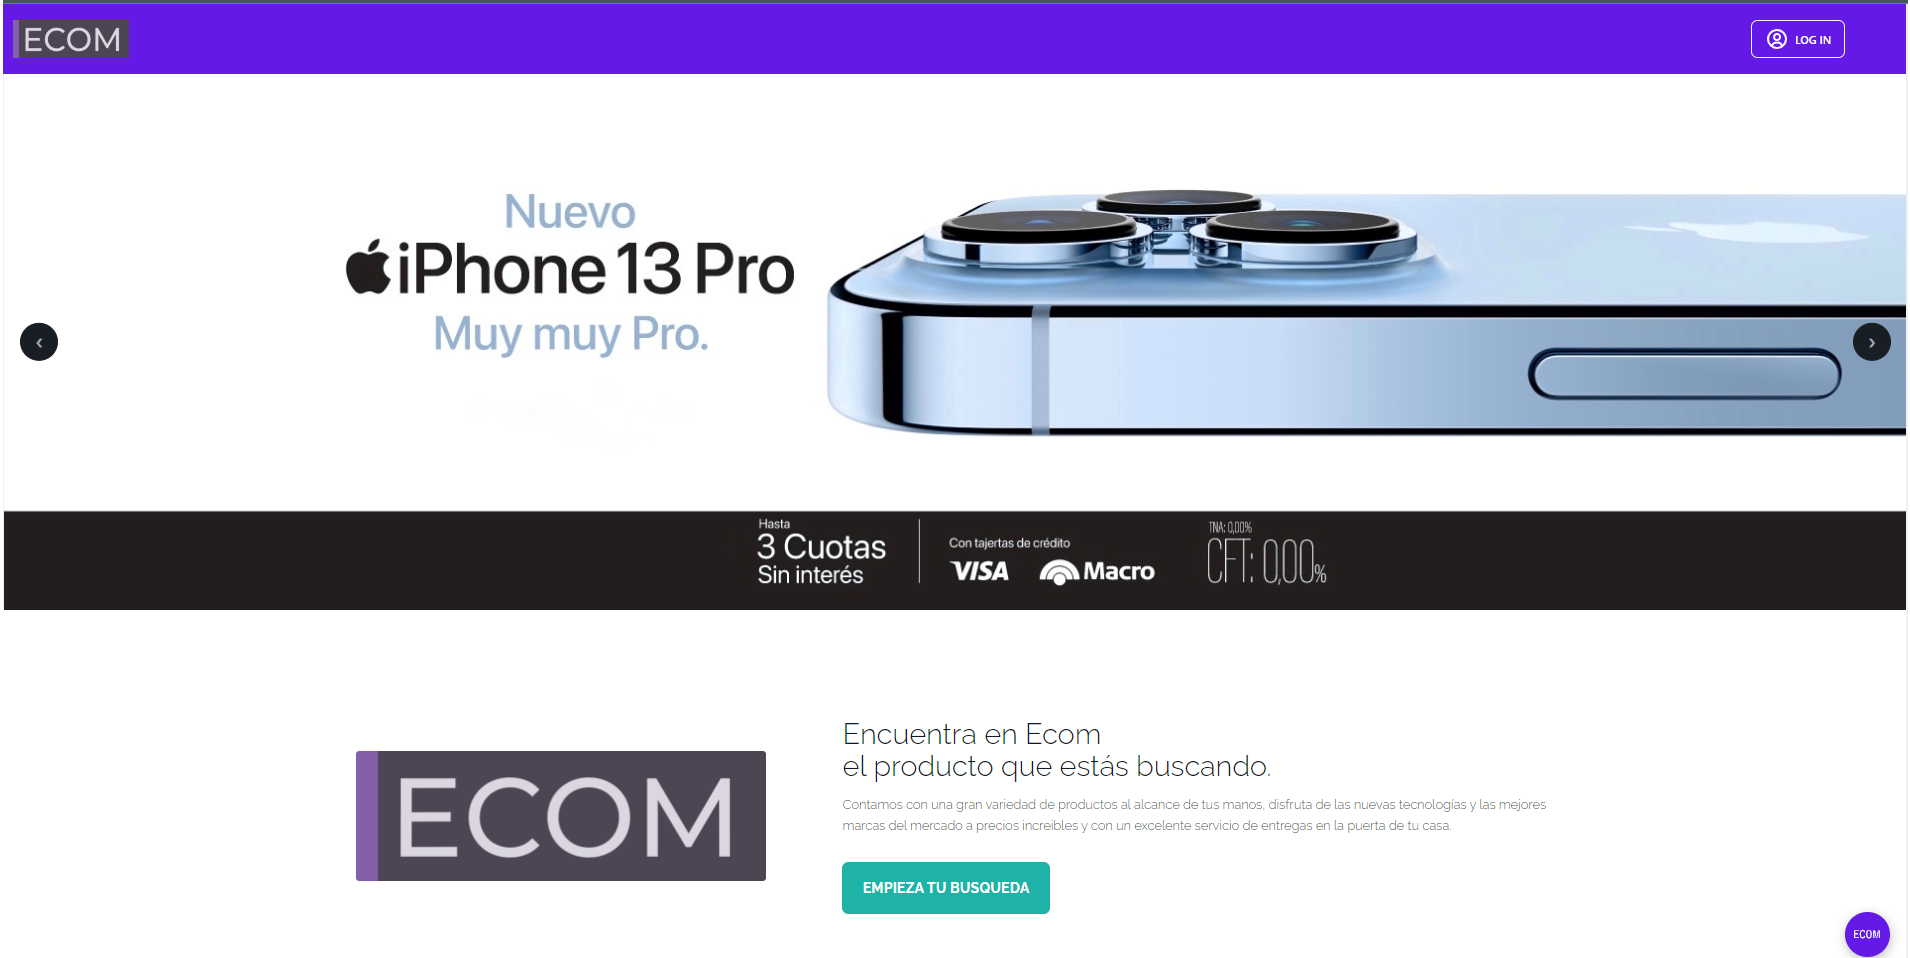 ECOM
LOG IN
Nuevo
iPhone 13 Pro
Muy muy Pro.
Hasta
3 Cuotas
Sin interés
Con tajertas de crédito
VISA Macro
TNA: 0,00%
CFT: 0,00%
ECOM
Encuentra en Ecom
el producto que estás buscando.
Contamos con una gran variedad de productos al alcance de tus manos, disfruta de las nuevas tecnologías y las mejores
marcas del mercado a precios increibles y con un excelente servicio de entregas en la puerta de tu casa.
EMPIEZA TU BUSQUEDA
ECOM